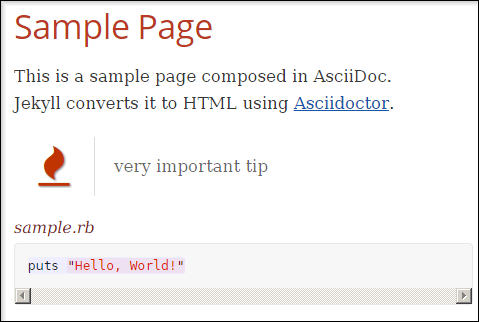 Sample Page
This is a sample page composed in AsciiDoc.
Jekyll converts it to HTML using Asciidoctor.
very important tip
sample.rb
puts "Hello, World!"